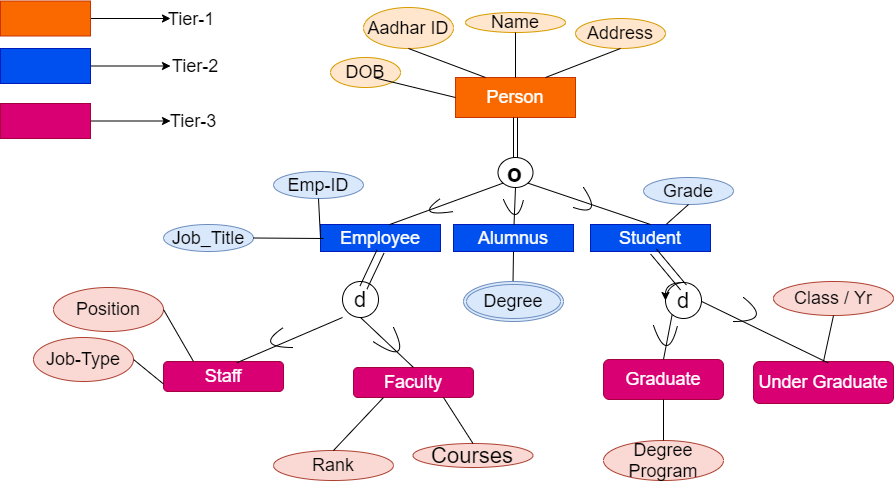 Tier-1
Tier-2
Tier-3
Aadhar ID
Name
Address
DOB
Person
o
Emp-ID
Grade
Job_Title
Employee
Alumnus
Student
d
Degree
d
Position
Class / Yr
Job-Type
Staff
Faculty
Graduate
Under Graduate
Rank
Courses
Degree
Program